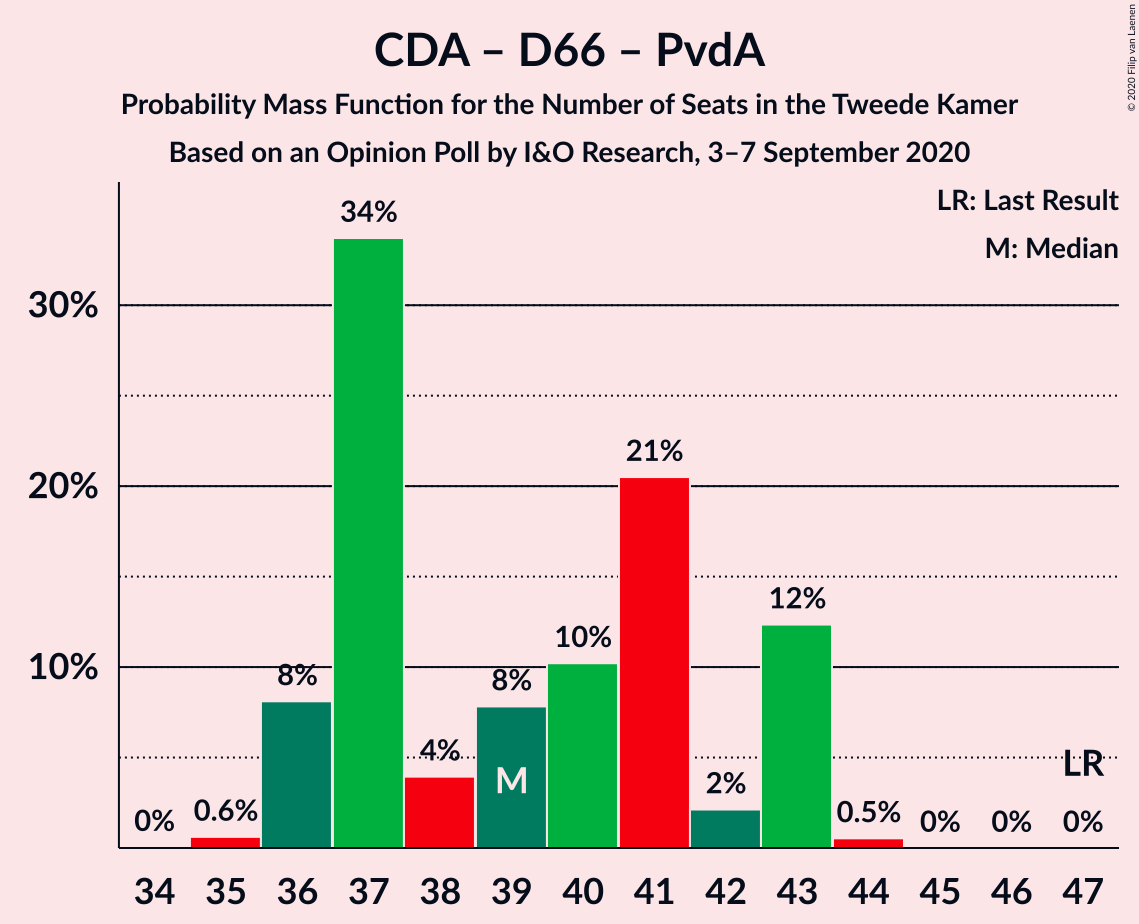 CDA – D66 – PvdA
Probability Mass Function for the Number of Seats in the Tweede Kamer
Based on an Opinion Poll by I&O Research, 3–7 September 2020
© 2020 Filip van Laenen
LR: Last Result
M: Median
34%
30%
21%
20%
12%
10%
10%
8%
8%
4%
M
LR
2%
0%
0.6%
0.5%
0%
0%
0%
34 35 36 37 38 39 40 41 42 43 44 45 46 47